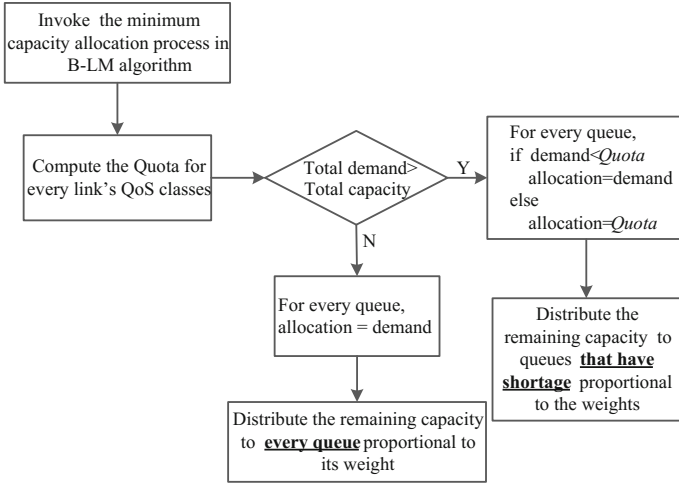 Invoke the minimum
capacity allocation process in
B-LM algorithm
Compute the Quota for
every link's QoS classes
Total demand>
Total capacity
Y
N
For every queue,
if demand<Quota
allocation=demand
else
allocation=Quota
For every queue,
allocation = demand
Distribute the
remaining capacity to
queues that have
shortage proportional
to the weights
Distribute the remaining capacity
to every queue proportional to
its weight